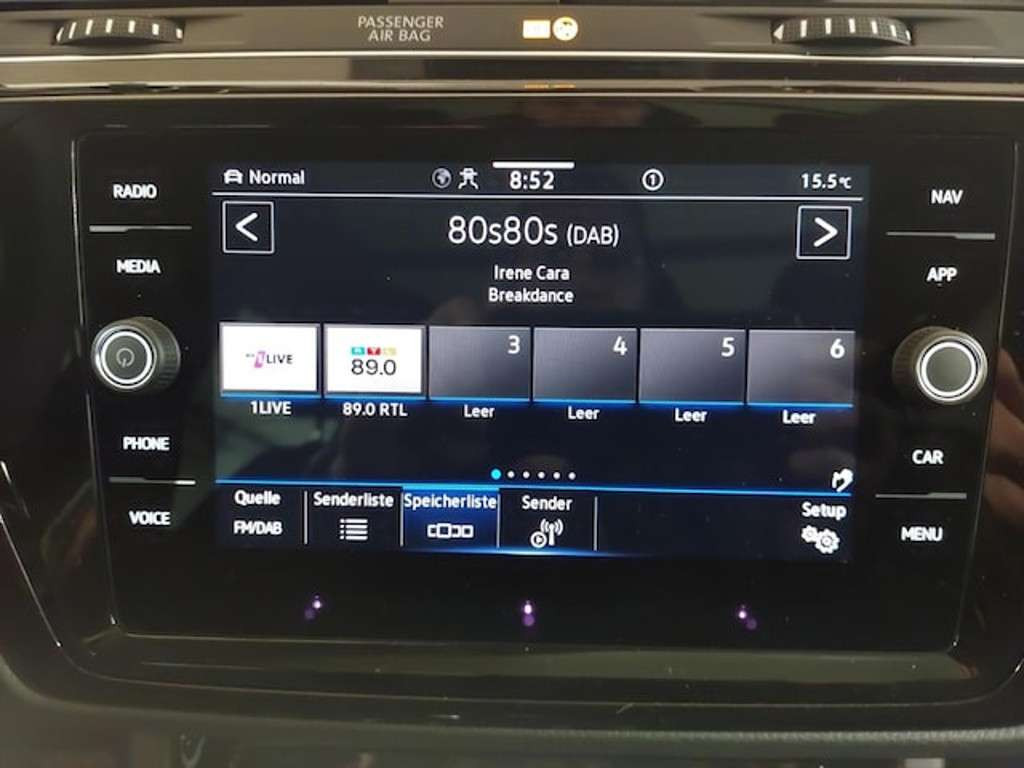 PASSENGER
AIR BAG
RADIO
MEDIA
PHONE
VOICE
Normal
8:52
1
15.5°C
<
80s80s (DAB)
>
Irene Cara
Breakdance
1LIVE
89.0
3
4
5
6
1LIVE
89.0 RTL
Leer
Leer
Leer
Leer
Quelle
FM/DAB
Senderliste
Speicherliste
Sender
Setup
NAV
APP
CAR
MENU